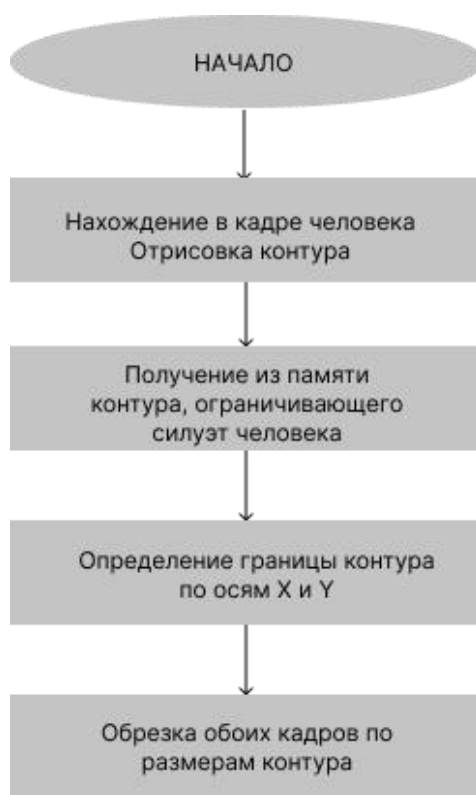 НАЧАЛО
Нахождение в кадре человека
Отрисовка контура
Получение из памяти
контура, ограничивающего
силуэт человека
Определение границы контура
по осям X и Y
Обрезка обоих кадров по
размерам контура